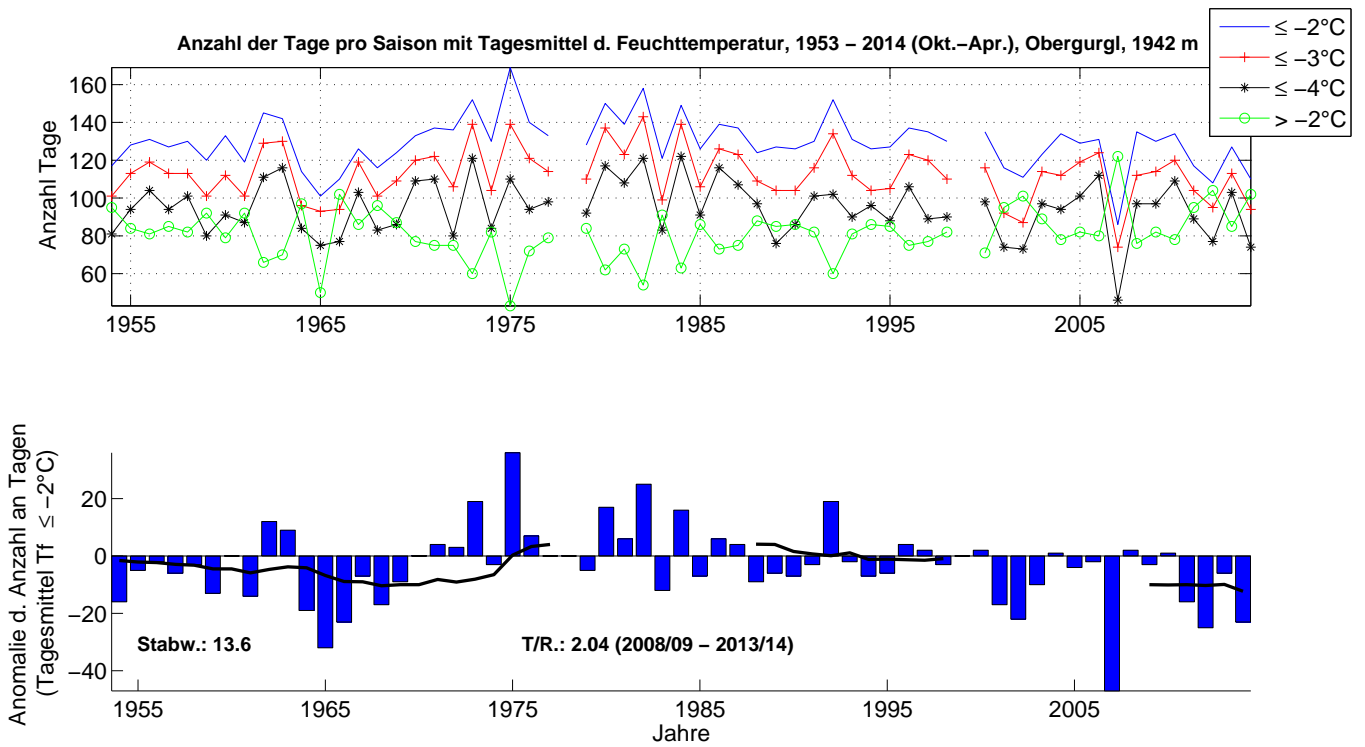 Anzahl der Tage pro Saison mit Tagesmittel d. Feuchttemperatur, 1953 − 2014 (Okt.−Apr.), Obergurgl, 1942 m
≤ −2°C
≤ −3°C
≤ −4°C
> −2°C
Anzahl Tage
160
140
120
100
80
60
1955 1965 1975 1985 1995 2005
Anomalie d. Anzahl an Tagen
(Tagesmittel Tf ≤ −2°C)
20
0
−20
−40
Stabw.: 13.6
T/R.: 2.04 (2008/09 − 2013/14)
1955 1965 1975 1985 1995 2005
Jahre